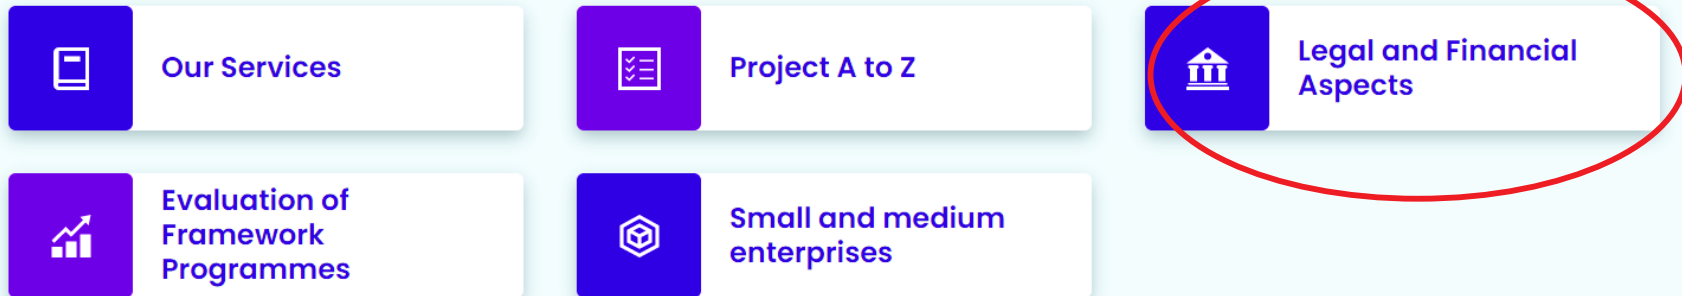 Our Services
Project A to Z
Legal and Financial
Aspects
Evaluation of
Framework
Programmes
Small and medium
enterprises